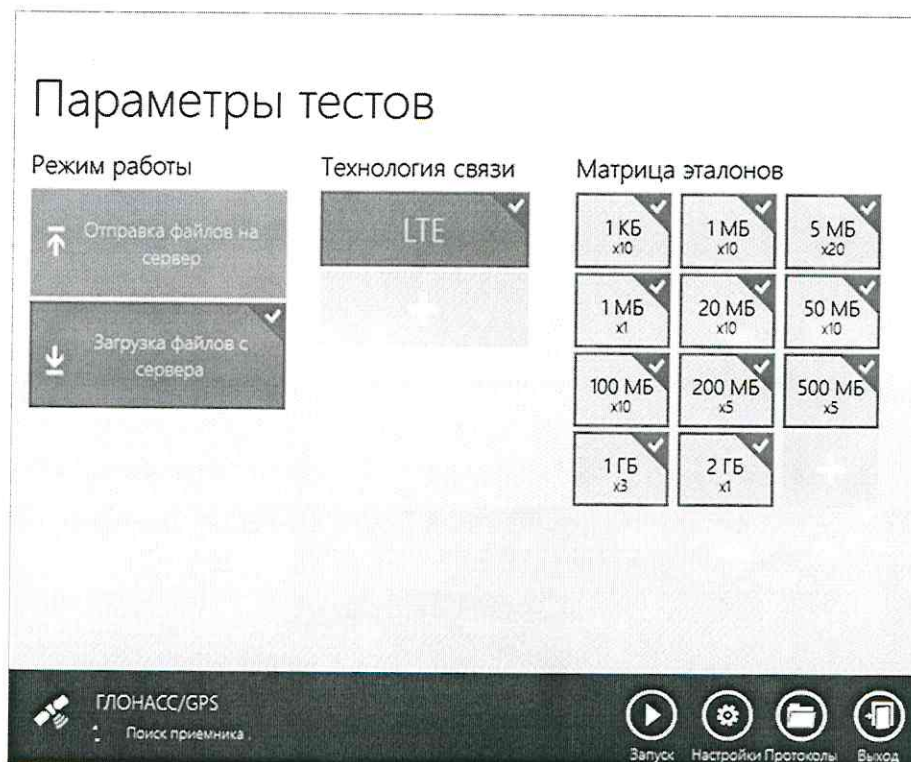 Параметры тестов
Режим работы
Отправка файлов на
сервер
Загрузка файлов с
сервера
Технология связи
LTE
Матрица эталонов
1 КБ
x10
1 МБ
x10
5 МБ
x20
1 МБ
x1
20 МБ
x10
50 МБ
x10
100 МБ
x10
200 МБ
x5
500 МБ
x5
1 ГБ
x3
2 ГБ
x1
ГЛОНАСС/GPS
Поиск приемника .
Запуск
Настройки
Протоколы
Выход